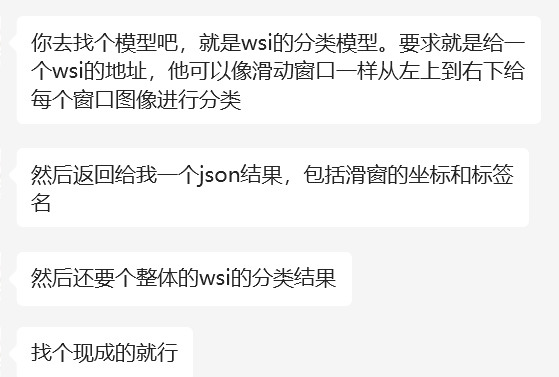 你去找个模型吧，就是wsi的分类模型。要求就是给一
个wsi的地址，他可以像滑动窗口一样从左上到右下给
每个窗口图像进行分类
然后返回给我一个json结果，包括滑窗的坐标和标签
名
然后还要个整体的wsi的分类结果
找个现成的就行